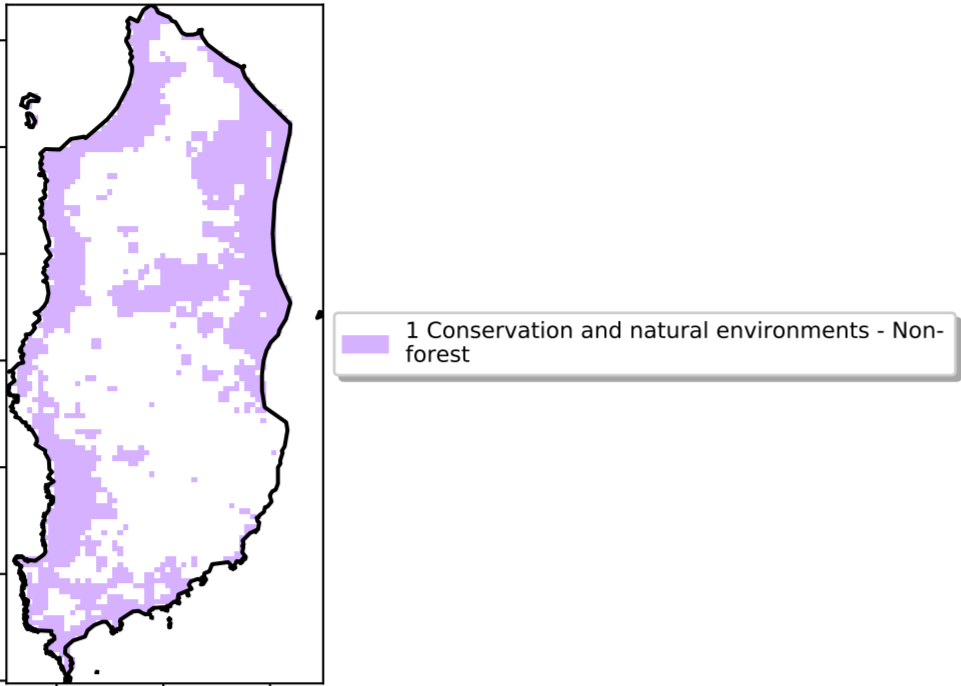 1 Conservation and natural environments - Non-
forest